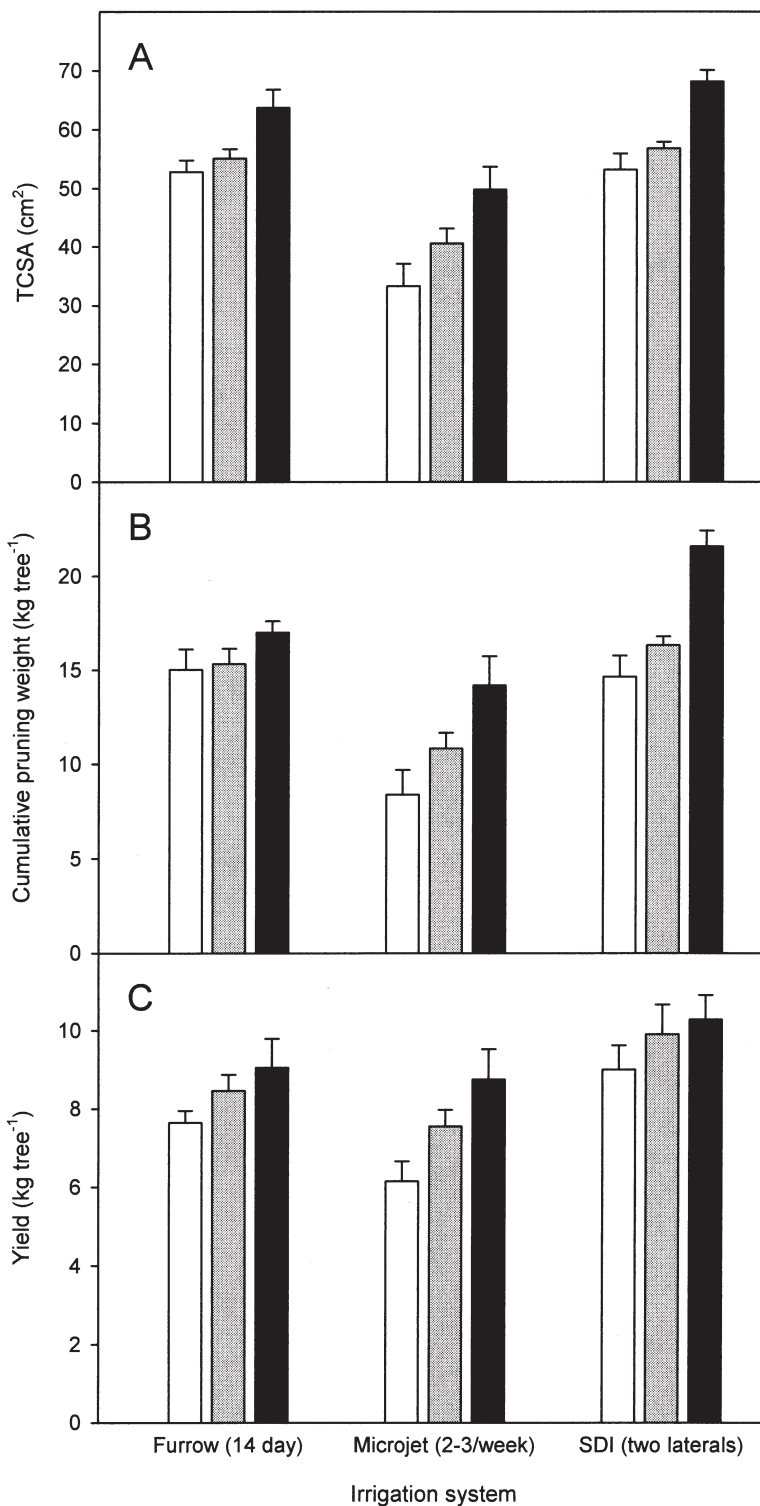 A
70
60
50
40
30
20
10
0
TCSA (cm²)
B
20
15
10
5
0
Cumulative pruning weight (kg tree⁻¹)
C
10
8
6
4
2
0
Yield (kg tree⁻¹)
Furrow (14 day) Microjet (2-3/week) SDI (two laterals)
Irrigation system